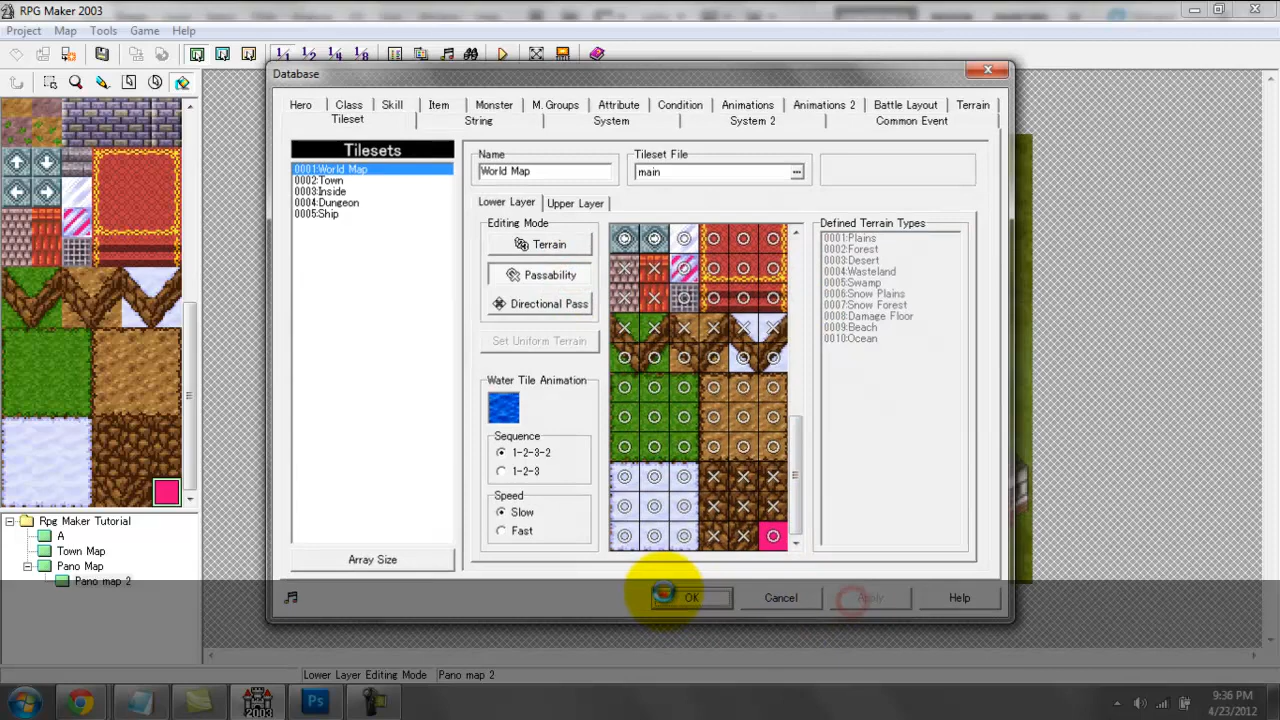 RPG Maker 2003
Project Map Tools Game Help
Database
Hero Class Skill Item Monster M. Groups Attribute Condition Animations Animations 2 Battle Layout Terrain
Tileset String System System 2 Common Event
Tilesets
0001:World Map
0002:Town
0003:Inside
0004:Dungeon
0005:Ship
Array Size
Name
World Map
Tileset File
main
Lower Layer Upper Layer
Editing Mode
Terrain
Passability
Directional Pass
Set Uniform Terrain
Water Tile Animation
Sequence
1-2-3-2
1-2-3
Speed
Slow
Fast
Defined Terrain Types
0001:Plains
0002:Forest
0003:Desert
0004:Wasteland
0005:Swamp
0006:Snow Plains
0007:Snow Forest
0008:Damage Floor
0009:Beach
0010:Ocean
OK Cancel Apply Help
Rpg Maker Tutorial
A
Town Map
Pano Map
Pano map 2
Lower Layer Editing Mode Pano map 2
2003
Ps
9:36 PM
4/23/2012